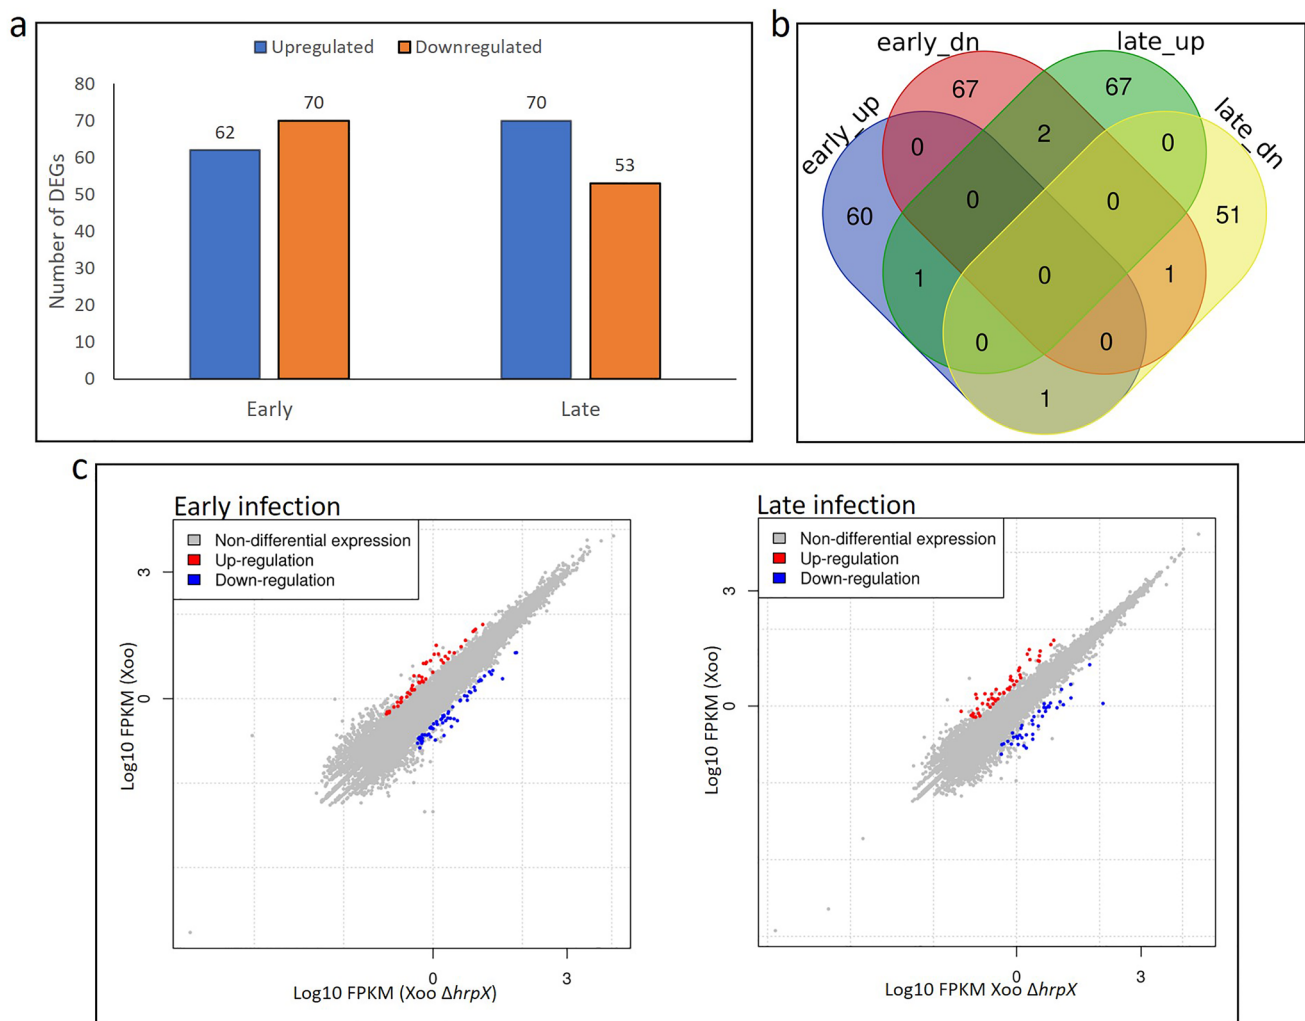 a
Upregulated Downregulated
80
70
60
50
40
30
20
10
0
Number of DEGs
62
70
70
53
Early
Late
b
early_dn
late_up
early_up
late_dn
67
67
0
2
0
60
0
0
51
1
0
1
0
0
1
c
Early infection
Non-differential expression
Up-regulation
Down-regulation
3
0
Log10 FPKM (Xoo)
0
3
Log10 FPKM (Xoo ΔhrpX)
Late infection
Non-differential expression
Up-regulation
Down-regulation
3
0
Log10 FPKM (Xoo)
0
3
Log10 FPKM Xoo ΔhrpX